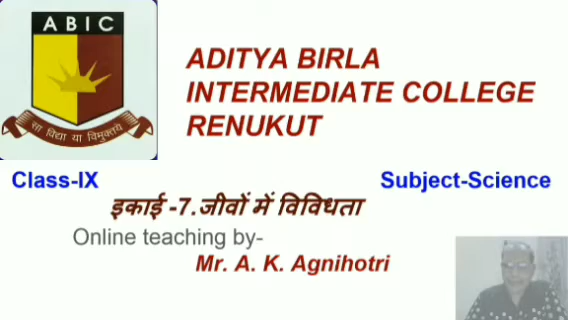 ABIC
सा विद्या या विमुक्तये
ADITYA BIRLA
INTERMEDIATE COLLEGE
RENUKUT
Class-IX
Subject-Science
इकाई -7.जीवों में विविधता
Online teaching by-
Mr. A. K. Agnihotri